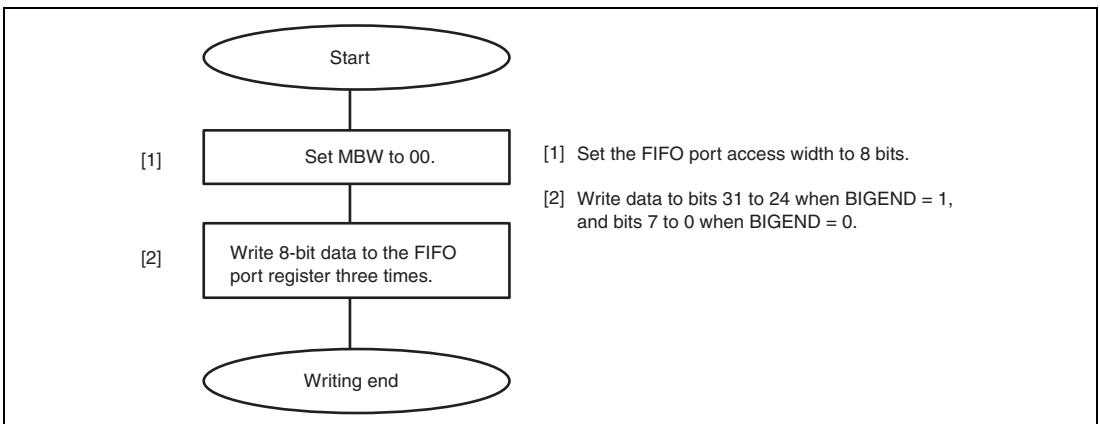 Start
[1]
Set MBW to 00.
[1] Set the FIFO port access width to 8 bits.
[2] Write data to bits 31 to 24 when BIGEND = 1,
and bits 7 to 0 when BIGEND = 0.
[2]
Write 8-bit data to the FIFO
port register three times.
Writing end